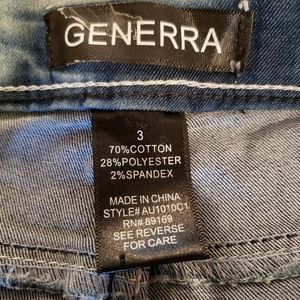 GENERRA
3
70%COTTON
28%POLYESTER
2%SPANDEX
MADE IN CHINA
STYLE# AU1010C1
RN# 89169
SEE REVERSE
FOR CARE